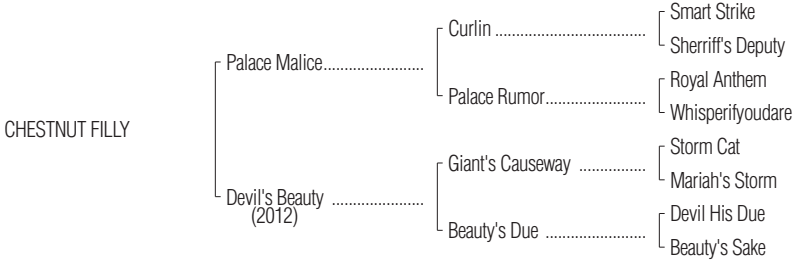 Smart Strike
Curlin ....................................
Sherriff's Deputy
Palace Malice........................
Royal Anthem
Palace Rumor........................
Whisperifyoudare
CHESTNUT FILLY
Storm Cat
Giant's Causeway ................
Mariah's Storm
Devil's Beauty ......................
(2012)
Devil His Due
Beauty's Due ........................
Beauty's Sake